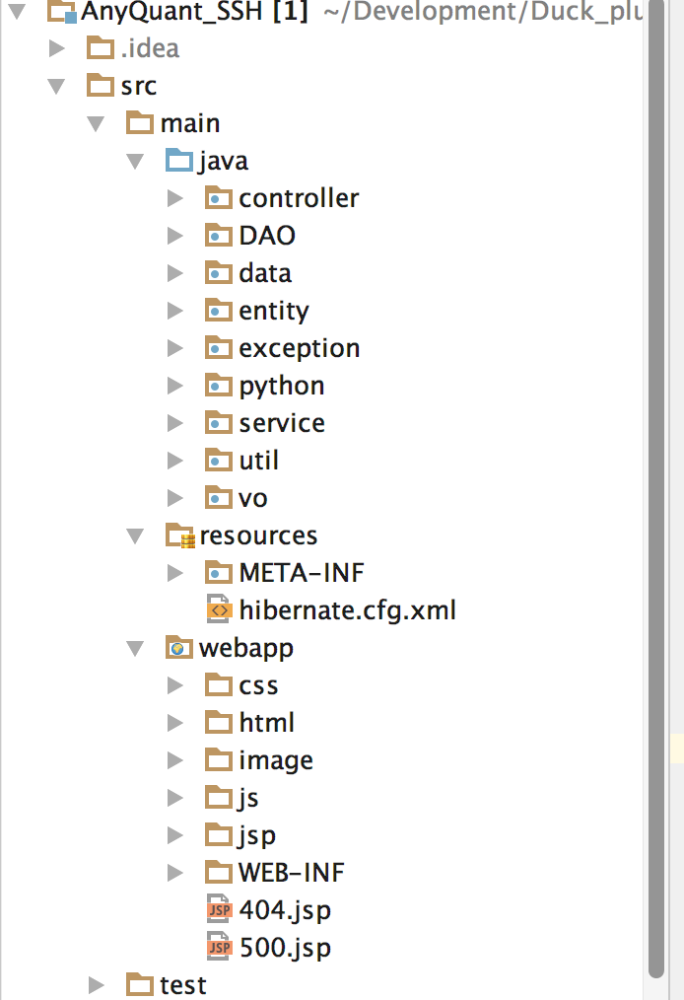 AnyQuant_SSH [1] ~/Development/Duck_plu
.idea
src
main
java
controller
DAO
data
entity
exception
python
service
util
vo
resources
META-INF
hibernate.cfg.xml
webapp
css
html
image
js
jsp
WEB-INF
JSP 404.jsp
JSP 500.jsp
test